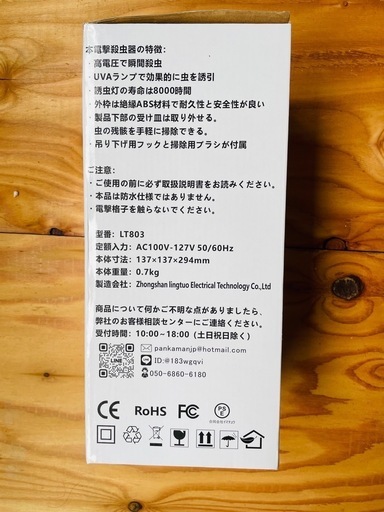 本電撃殺虫器の特徴:
・高電圧で瞬間殺虫
・UVAランプで効果的に虫を誘引
・誘虫灯の寿命は8000時間
・外枠は絶縁ABS材料で耐久性と安全性が良い
・製品下部の受け皿は取り外せる。
虫の残骸を手軽に掃除できる。
・吊り下げ用フックと掃除用ブラシが付属
ご注意:
・ご使用の前に必ず取扱説明書をお読みください。
・本品は防水仕様ではありません。
・電撃格子を触らないでください。
型番: LT803
定額入力: AC100V-127V 50/60Hz
本体寸力: 137×137×294mm
本体重量: 0.7kg
製造会社: Zhongshan lingtuo Electrical Technology Co.,Ltd
商品について何かご不明な点がありましたら、
弊社のお客様相談センターにご連絡ください。
受付時間: 10:00~18:00 (土日祝日除く)
pankamanjp@hotmail.com
LINE ID:@183wgqvi
050-6860-6180
CE RoHS FC PSE